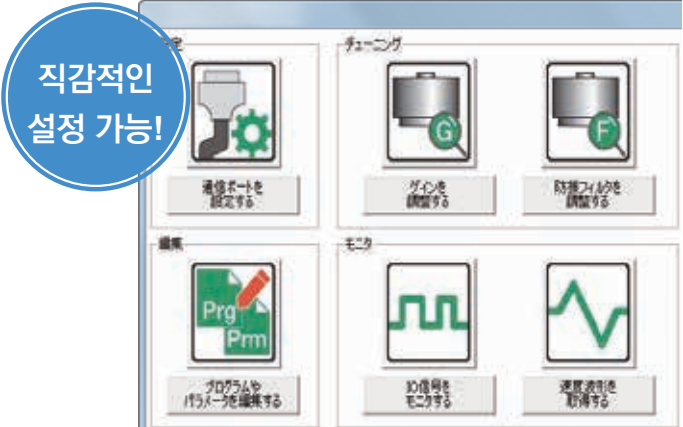 직감적인
설정 가능!
定
チューニング
通信ポートを
設定する
G
ゲインを
調整する
F
防振フィルタを
調整する
編集
モニタ
Prg
Prm
プログラムや
パラメータを編集する
IO信号を
モニタする
速度波形を
取得する